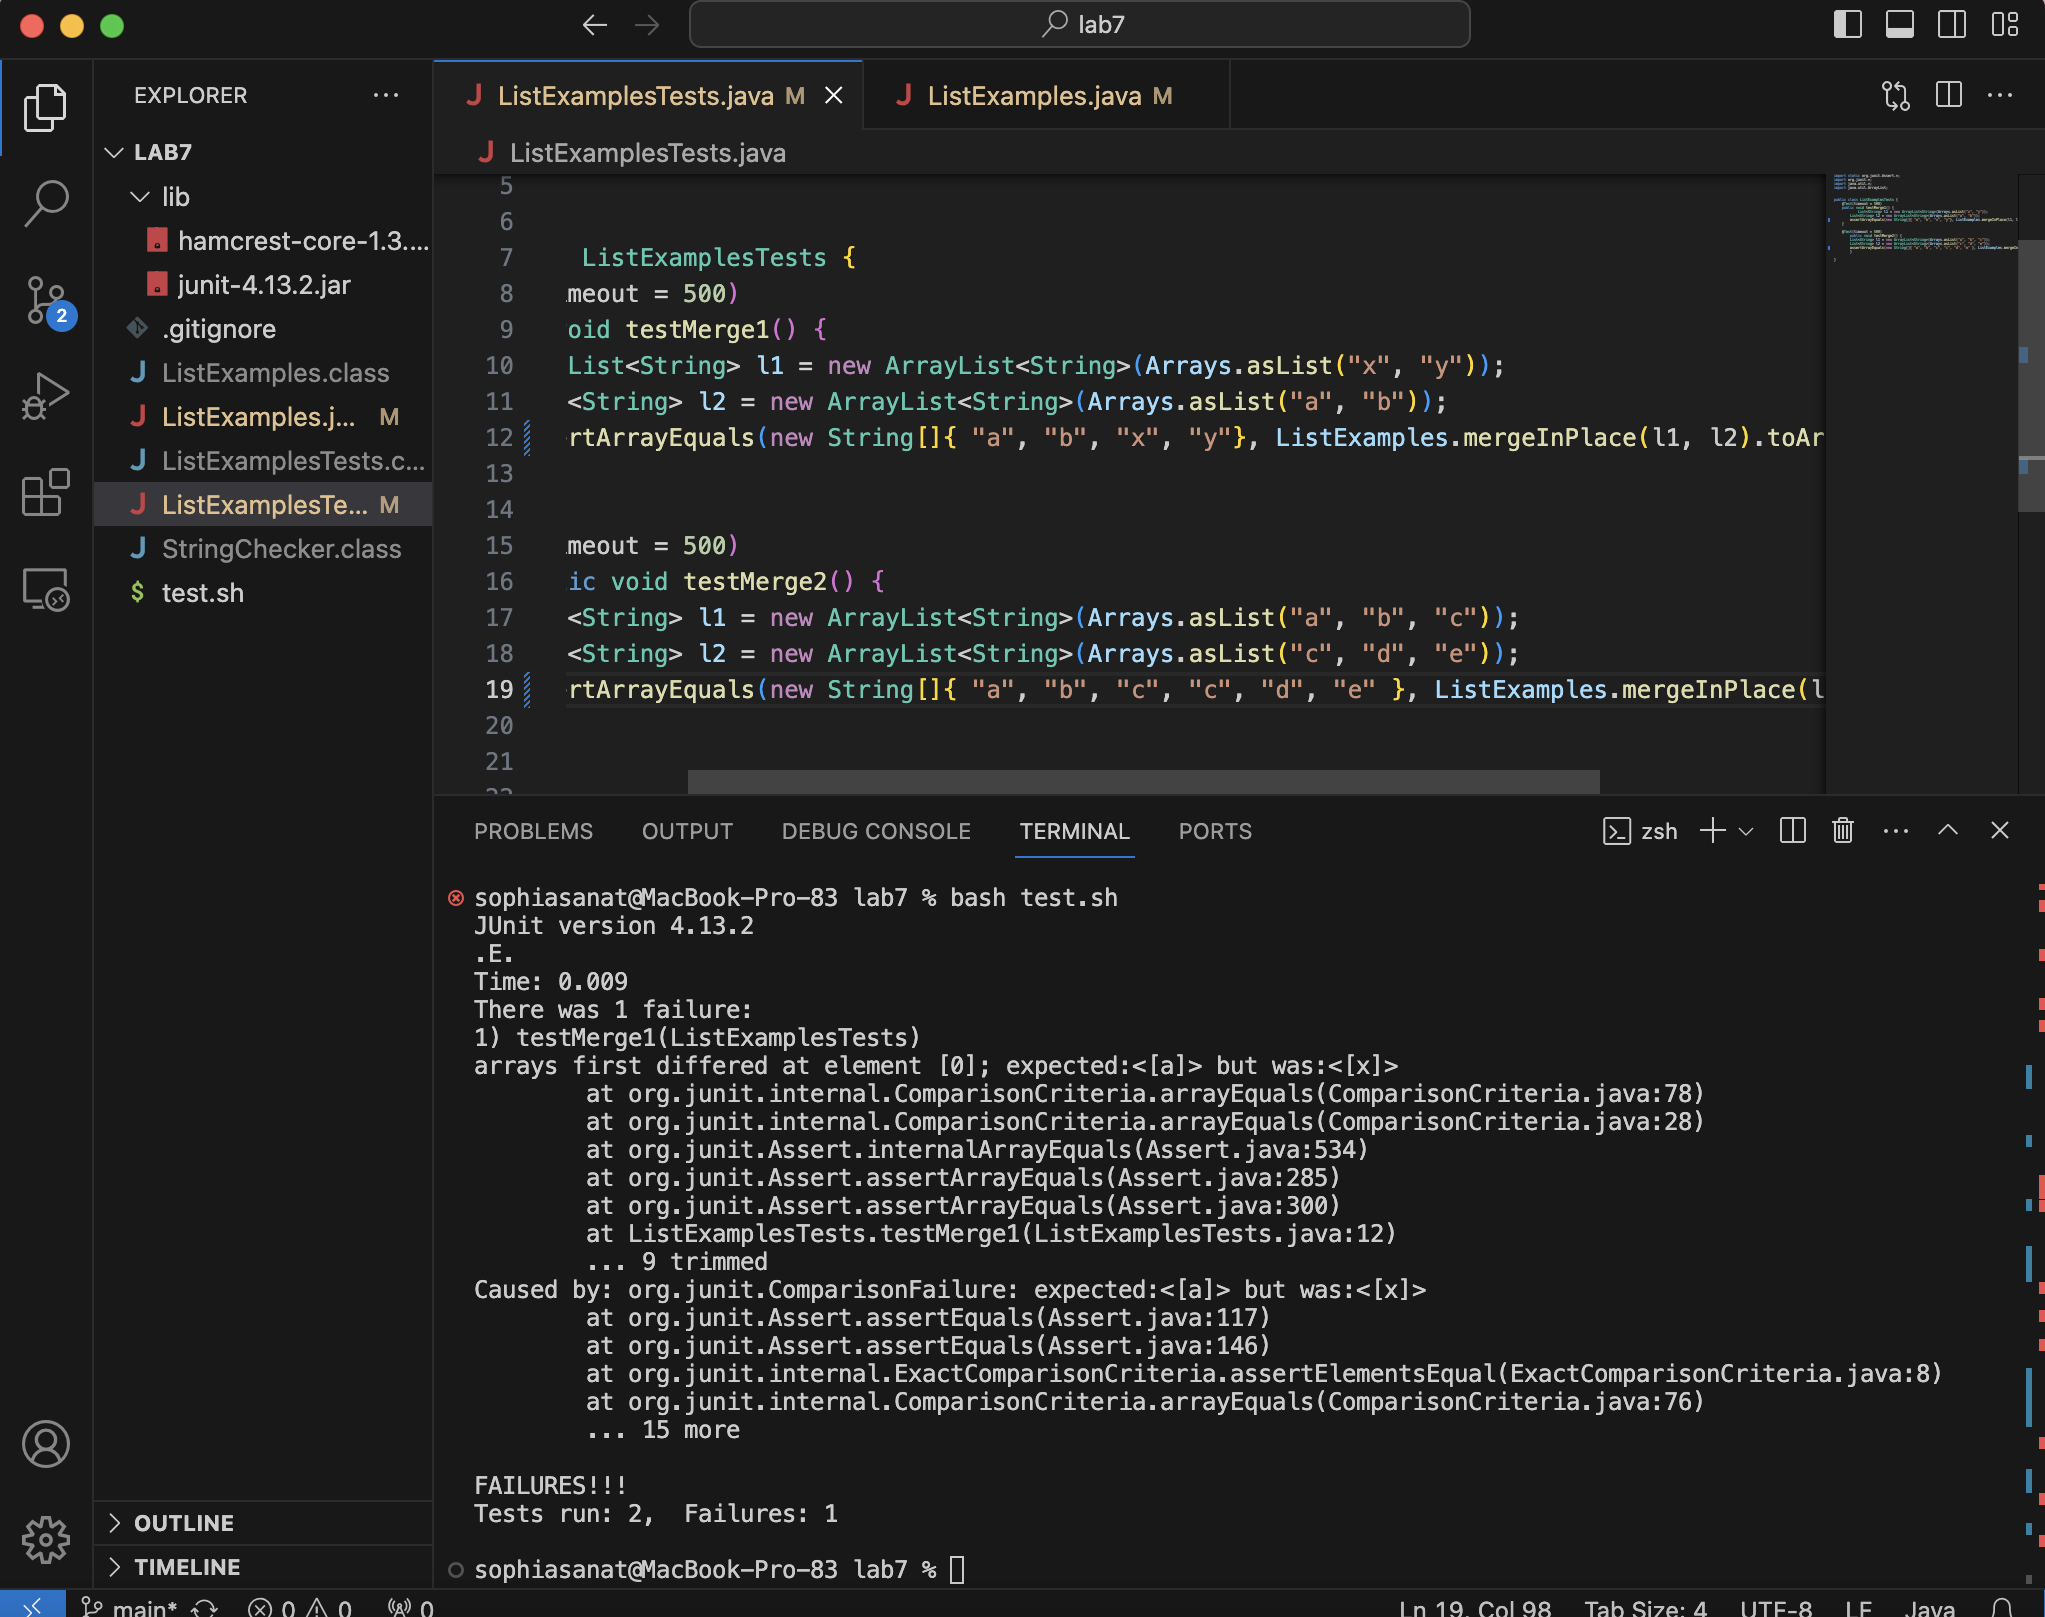 lab7
EXPLORER
LAB7
lib
hamcrest-core-1.3....
junit-4.13.2.jar
.gitignore
ListExamples.class
ListExamples.j... M
ListExamplesTests.c...
ListExamplesTe... M
StringChecker.class
$ test.sh
2
OUTLINE
TIMELINE
ListExamplesTests.java M
ListExamples.java M
ListExamplesTests.java
5
6
7 ListExamplesTests {
8 meout = 500)
9 oid testMerge1() {
10 List<String> l1 = new ArrayList<String>(Arrays.asList("x", "y"));
11 <String> l2 = new ArrayList<String>(Arrays.asList("a", "b"));
12 rtArrayEquals(new String[]{ "a", "b", "x", "y"}, ListExamples.mergeInPlace(l1, l2).toAr
13
14
15 meout = 500)
16 ic void testMerge2() {
17 <String> l1 = new ArrayList<String>(Arrays.asList("a", "b", "c"));
18 <String> l2 = new ArrayList<String>(Arrays.asList("c", "d", "e"));
19 rtArrayEquals(new String[]{ "a", "b", "c", "c", "d", "e" }, ListExamples.mergeInPlace(l
20
21
PROBLEMS OUTPUT DEBUG CONSOLE TERMINAL PORTS zsh
sophiasanat@MacBook-Pro-83 lab7 % bash test.sh
JUnit version 4.13.2
.E.
Time: 0.009
There was 1 failure:
1) testMerge1(ListExamplesTests)
arrays first differed at element [0]; expected:<[a]> but was:<[x]>
at org.junit.internal.ComparisonCriteria.arrayEquals(ComparisonCriteria.java:78)
at org.junit.internal.ComparisonCriteria.arrayEquals(ComparisonCriteria.java:28)
at org.junit.Assert.internalArrayEquals(Assert.java:534)
at org.junit.Assert.assertArrayEquals(Assert.java:285)
at org.junit.Assert.assertArrayEquals(Assert.java:300)
at ListExamplesTests.testMerge1(ListExamplesTests.java:12)
... 9 trimmed
Caused by: org.junit.ComparisonFailure: expected:<[a]> but was:<[x]>
at org.junit.Assert.assertEquals(Assert.java:117)
at org.junit.Assert.assertEquals(Assert.java:146)
at org.junit.internal.ExactComparisonCriteria.assertElementsEqual(ExactComparisonCriteria.java:8)
at org.junit.internal.ComparisonCriteria.arrayEquals(ComparisonCriteria.java:76)
... 15 more
FAILURES!!!
Tests run: 2,  Failures: 1
sophiasanat@MacBook-Pro-83 lab7 %
main* 0 0 0 Ln 19, Col 98 Tab Size: 4 UTF-8 LF Java